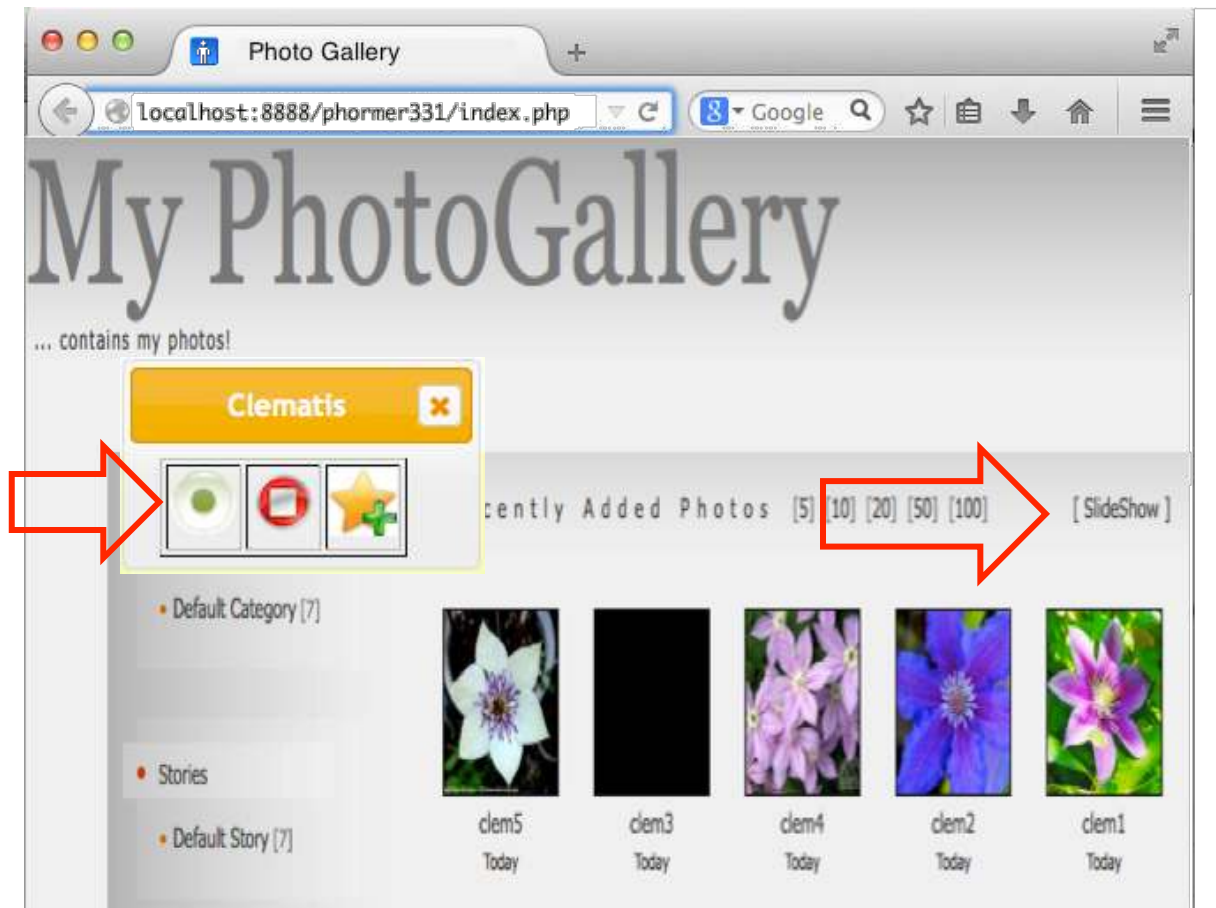 Photo Gallery
localhost:8888/phormer331/index.php
Google
My PhotoGallery
... contains my photos!
Clematis
cently Added Photos [5] [10] [20] [50] [100] [ SlideShow ]
Default Category [7]
Stories
Default Story [7]
clem5 clem3 clem4 clem2 clem1
Today Today Today Today Today